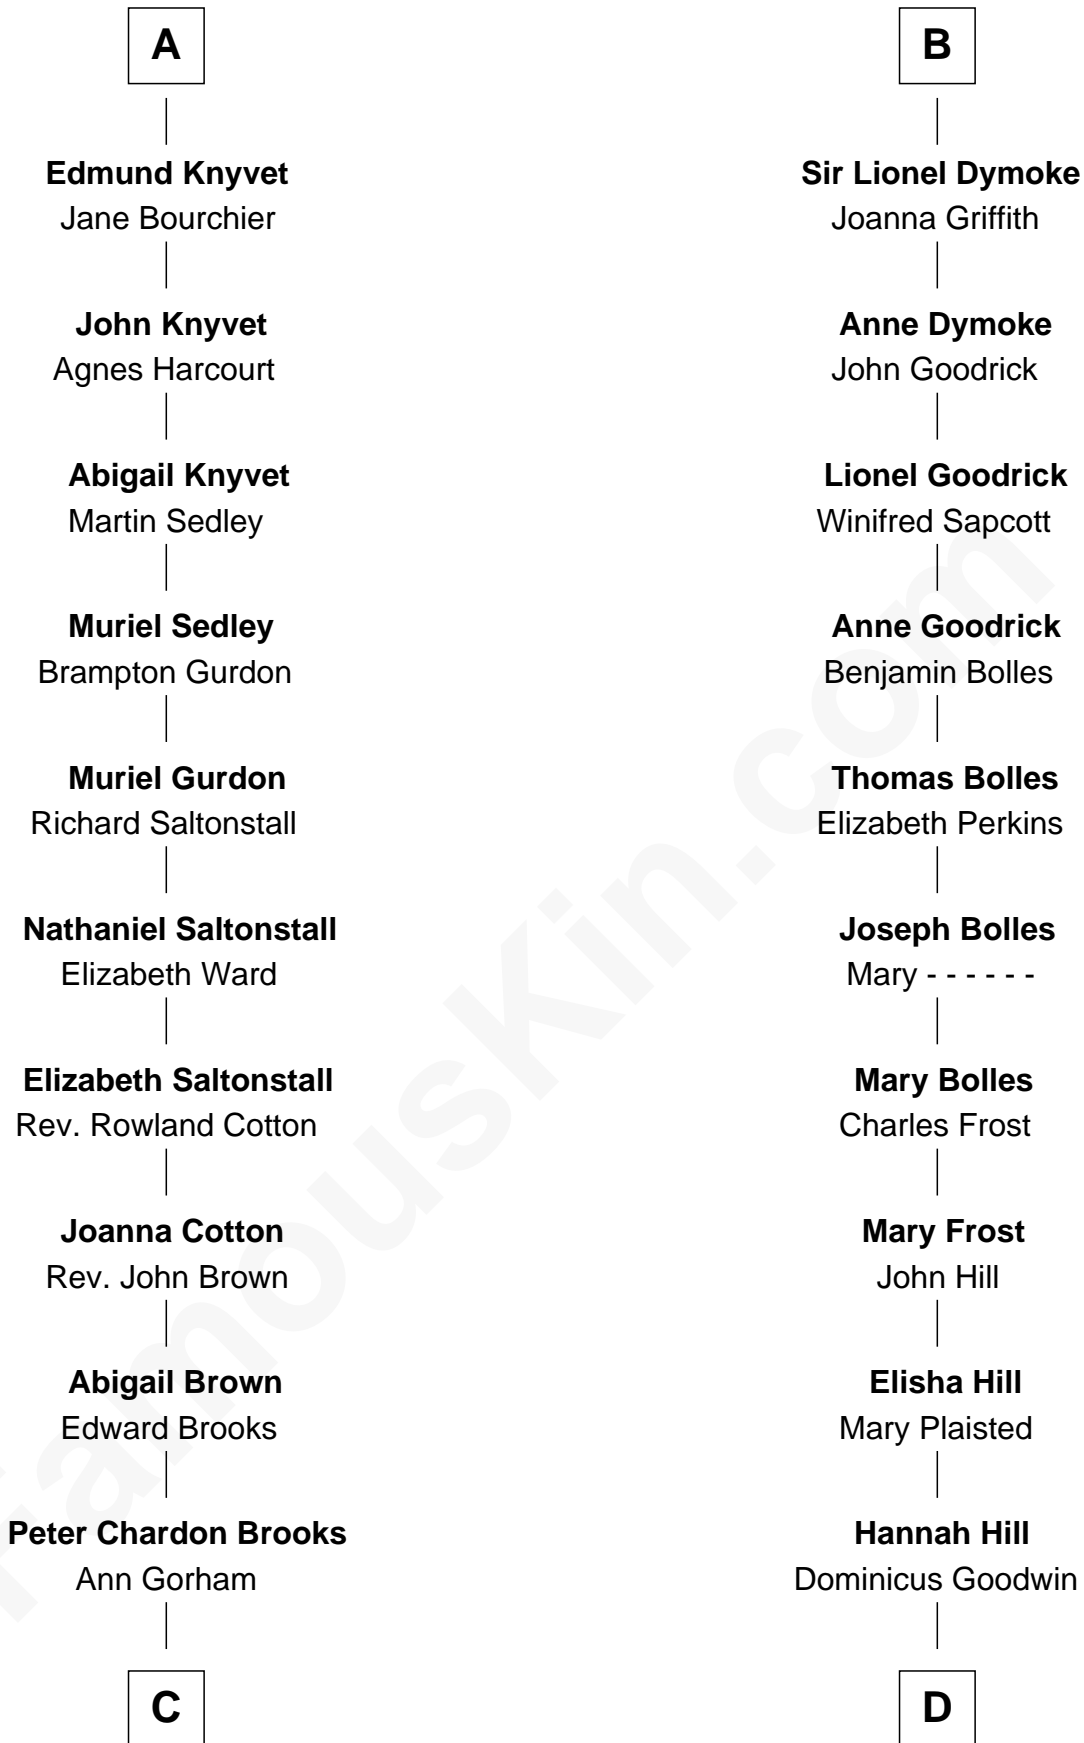 A
Edmund Knyvet
Jane Bourchier
John Knyvet
Agnes Harcourt
Abigail Knyvet
Martin Sedley
Muriel Sedley
Brampton Gurdon
Muriel Gurdon
Richard Saltonstall
Nathaniel Saltonstall
Elizabeth Ward
Elizabeth Saltonstall
Rev. Rowland Cotton
Joanna Cotton
Rev. John Brown
Abigail Brown
Edward Brooks
Peter Chardon Brooks
Ann Gorham
C
B
Sir Lionel Dymoke
Joanna Griffith
Anne Dymoke
John Goodrick
Lionel Goodrick
Winifred Sapcott
Anne Goodrick
Benjamin Bolles
Thomas Bolles
Elizabeth Perkins
Joseph Bolles
Mary - - - - - -
Mary Bolles
Charles Frost
Mary Frost
John Hill
Elisha Hill
Mary Plaisted
Hannah Hill
Dominicus Goodwin
D
FamousKin.com